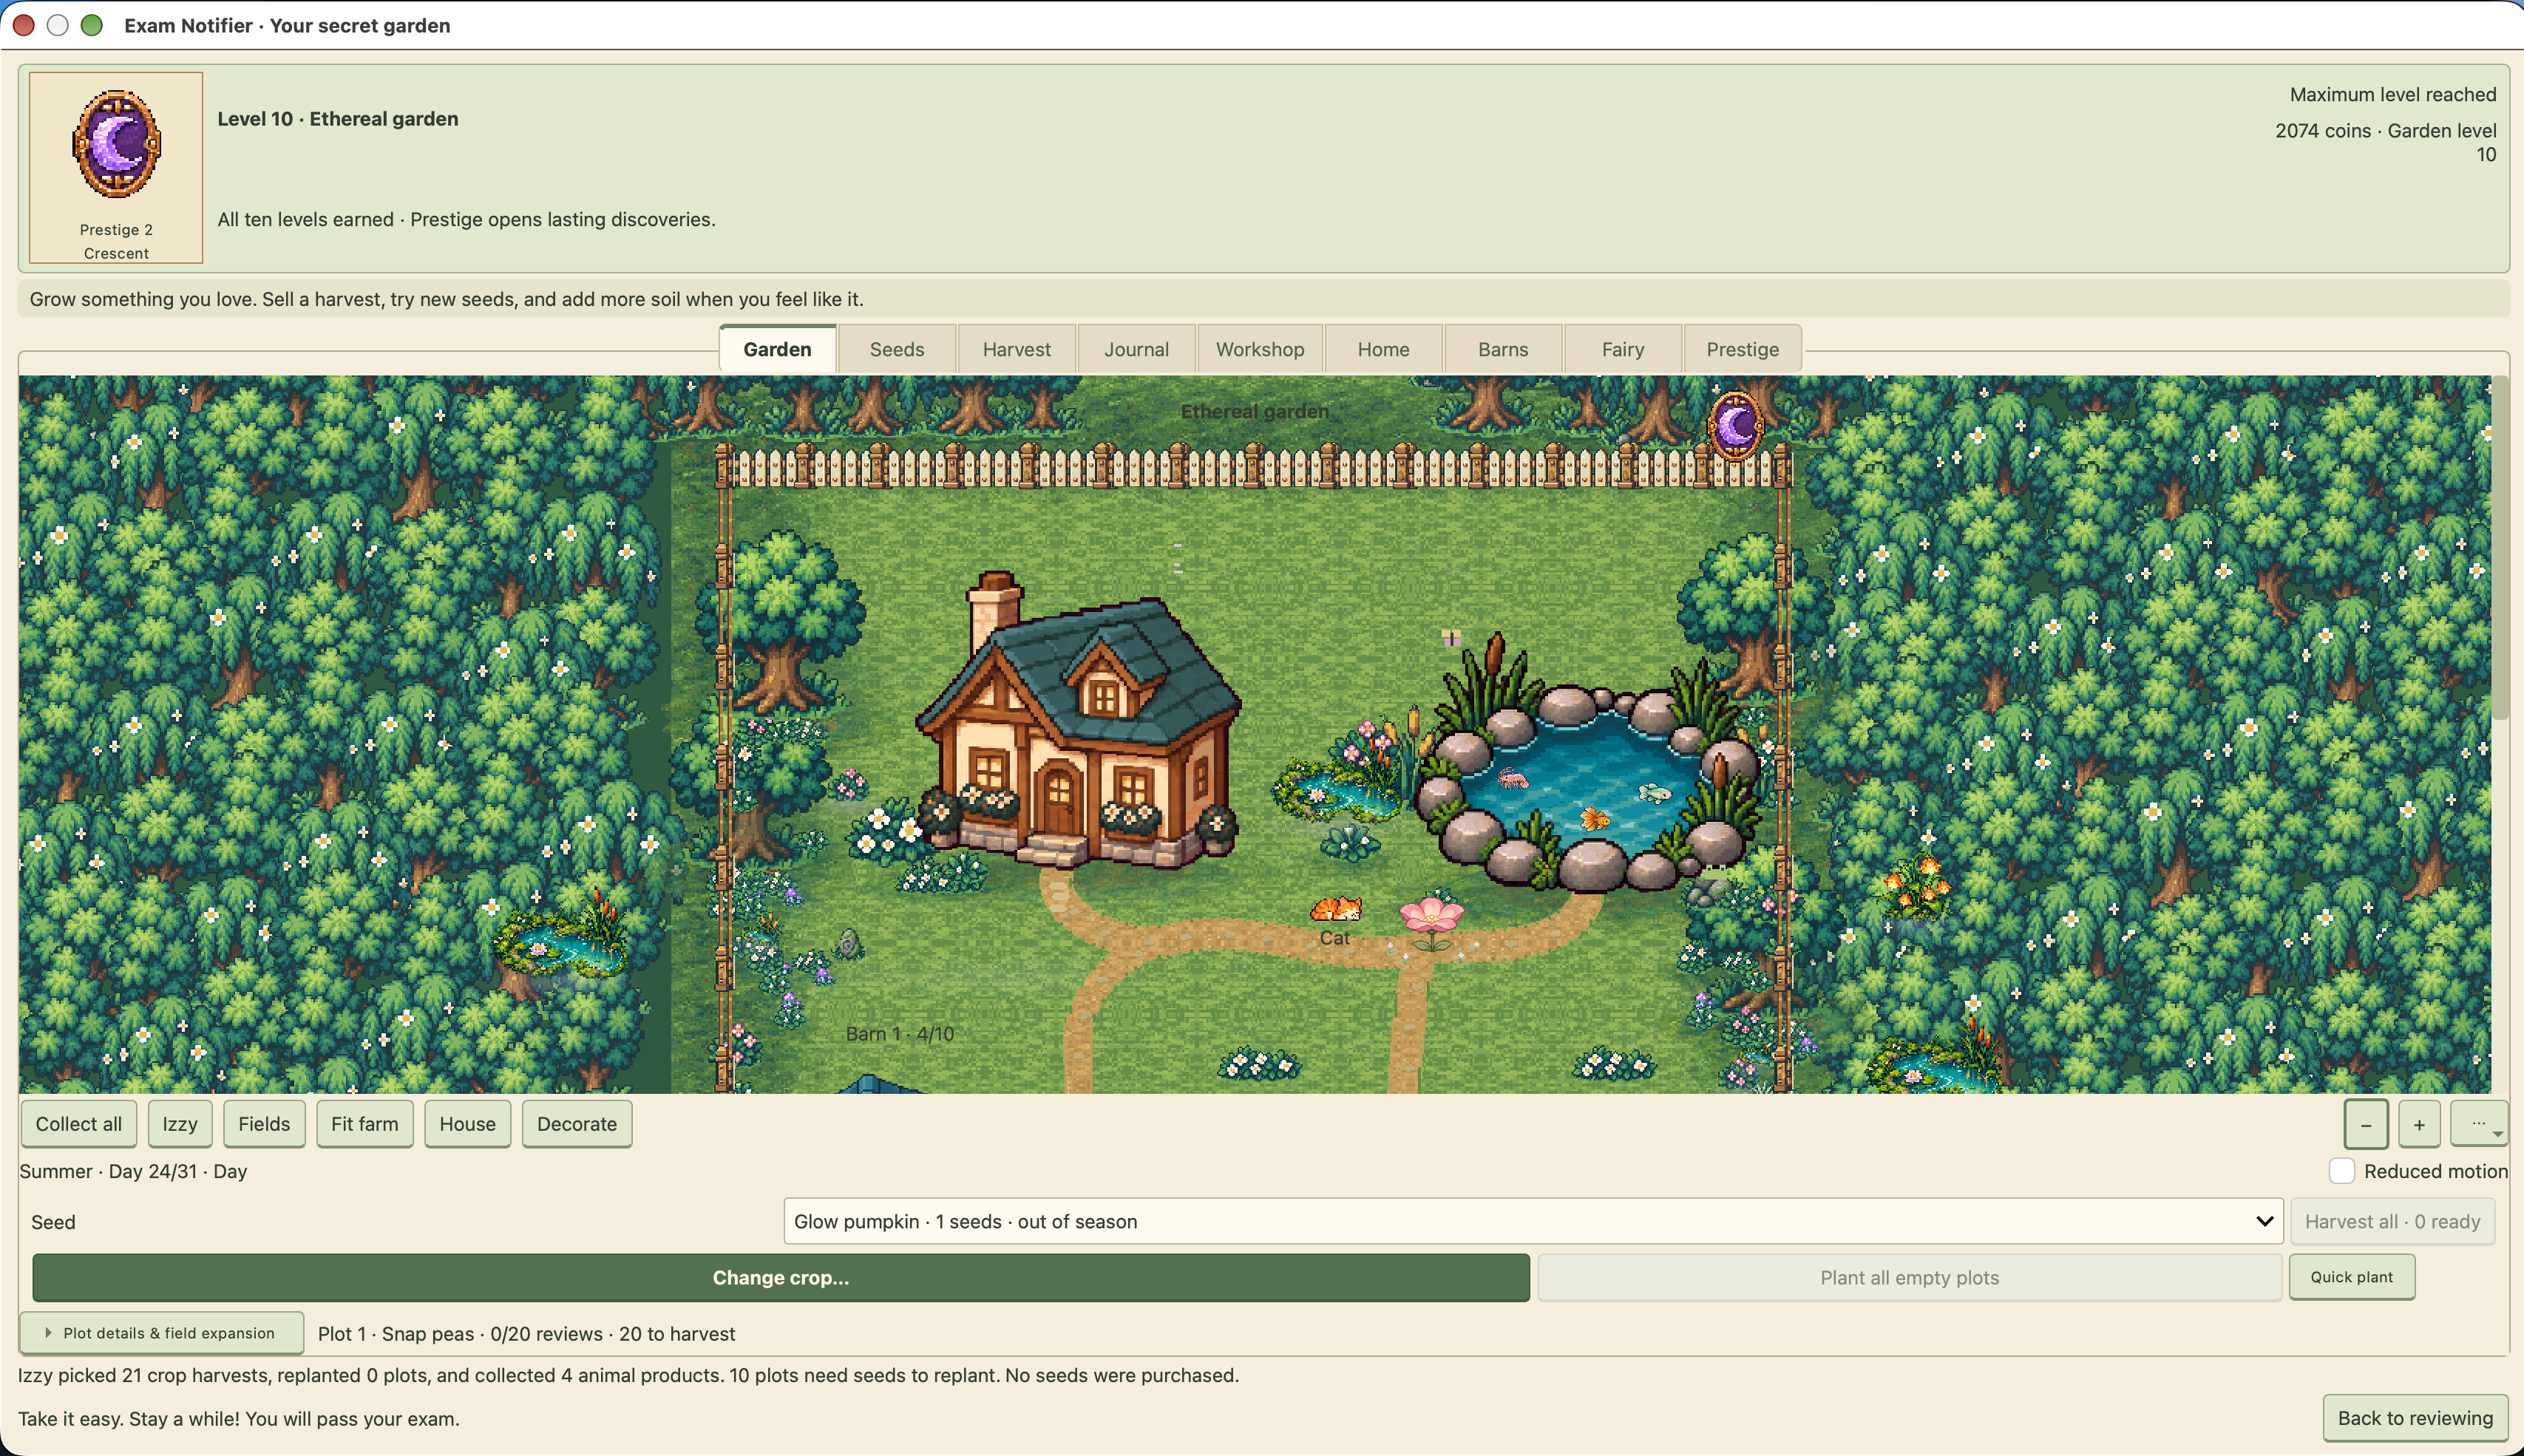 Exam Notifier · Your secret garden
Maximum level reached
Level 10 · Ethereal garden
2074 coins · Garden level
10
All ten levels earned · Prestige opens lasting discoveries.
Prestige 2
Crescent
Grow something you love. Sell a harvest, try new seeds, and add more soil when you feel like it.
Garden Seeds Harvest Journal Workshop Home Barns Fairy Prestige
Ethereal garden
Cat
Barn 1 · 4/10
Collect all Izzy Fields Fit farm House Decorate − + ...
Summer · Day 24/31 · Day Reduced motion
Seed Glow pumpkin · 1 seeds · out of season Harvest all · 0 ready
Change crop... Plant all empty plots Quick plant
Plot details & field expansion Plot 1 · Snap peas · 0/20 reviews · 20 to harvest
Izzy picked 21 crop harvests, replanted 0 plots, and collected 4 animal products. 10 plots need seeds to replant. No seeds were purchased.
Take it easy. Stay a while! You will pass your exam. Back to reviewing